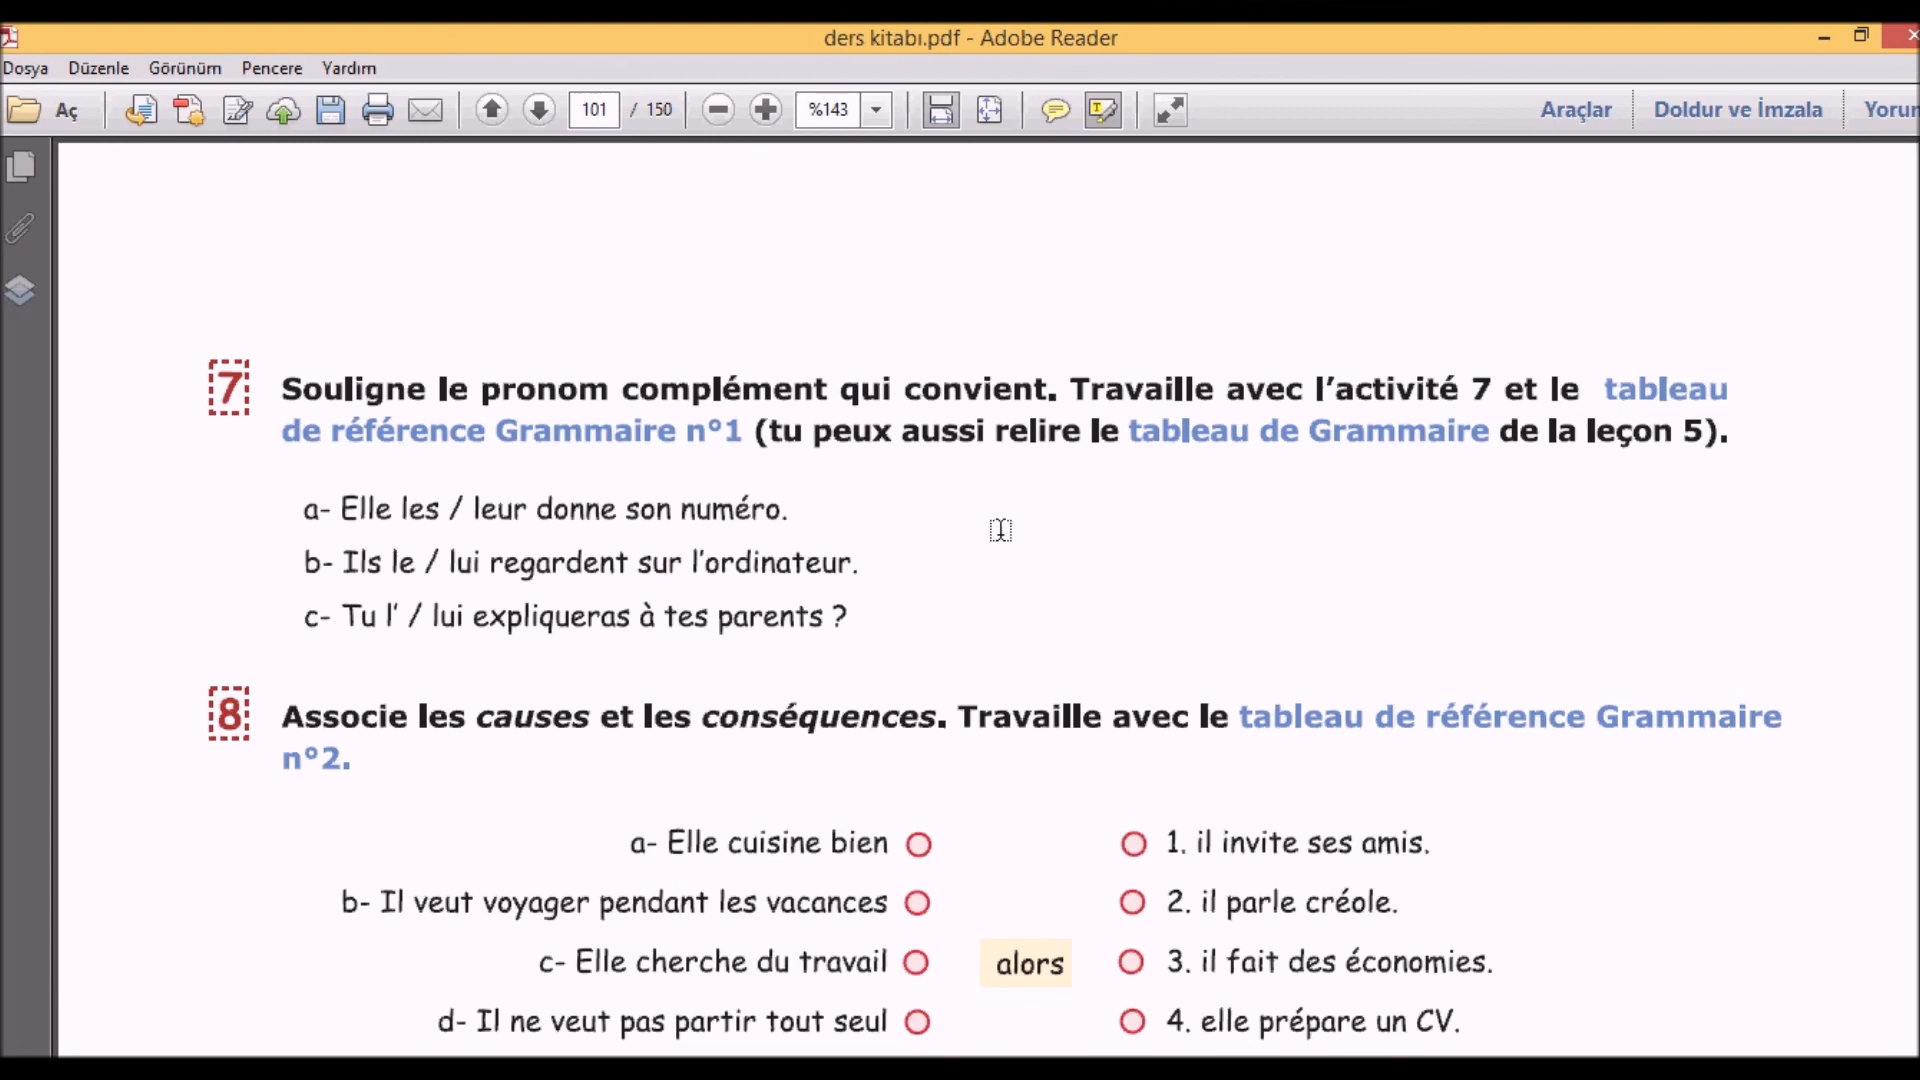 ders kitabı.pdf - Adobe Reader
Dosya Düzenle Görünüm Pencere Yardım
Aç 101 / 150 %143 Araçlar Doldur ve İmzala Yorum
7 Souligne le pronom complément qui convient. Travaille avec l’activité 7 et le tableau
de référence Grammaire n°1 (tu peux aussi relire le tableau de Grammaire de la leçon 5).
a- Elle les / leur donne son numéro.
b- Ils le / lui regardent sur l’ordinateur.
c- Tu l’ / lui expliqueras à tes parents ?
8 Associe les causes et les conséquences. Travaille avec le tableau de référence Grammaire
n°2.
a- Elle cuisine bien 1. il invite ses amis.
b- Il veut voyager pendant les vacances 2. il parle créole.
c- Elle cherche du travail alors 3. il fait des économies.
d- Il ne veut pas partir tout seul 4. elle prépare un CV.